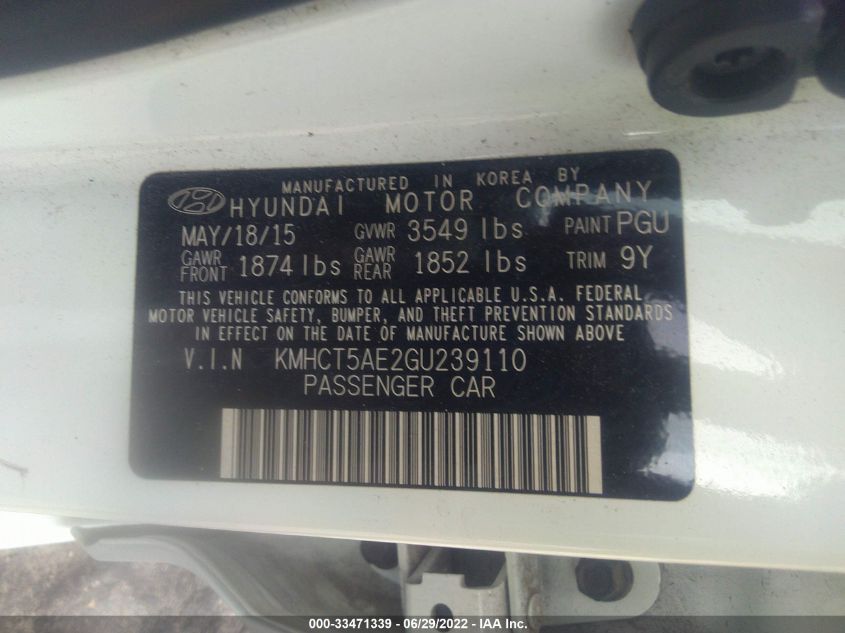 MANUFACTURED IN KOREA BY
HYUNDAI MOTOR COMPANY
MAY/18/15 GVWR 3549 lbs PAINT PGU
GAWR FRONT 1874 lbs GAWR REAR 1852 lbs TRIM 9Y
THIS VEHICLE CONFORMS TO ALL APPLICABLE U.S.A. FEDERAL
MOTOR VEHICLE SAFETY, BUMPER, AND THEFT PREVENTION STANDARDS
IN EFFECT ON THE DATE OF MANUFACTURE SHOWN ABOVE
V.I.N KMHCT5AE2GU239110
PASSENGER CAR
000-33471339 - 06/29/2022 - IAA Inc.